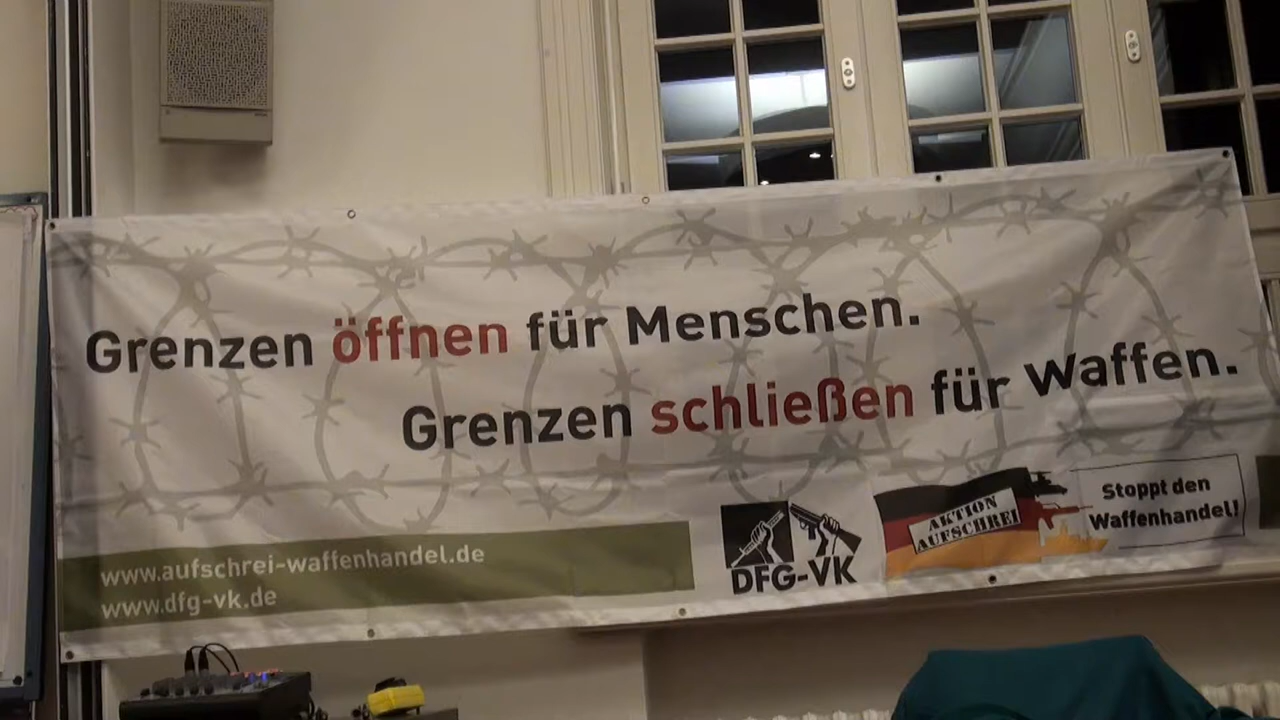 Grenzen öffnen für Menschen.
Grenzen schließen für Waffen.
www.aufschrei-waffenhandel.de
www.dfg-vk.de
DFG-VK
AKTION
AUFSCHREI
Stoppt den
Waffenhandel!